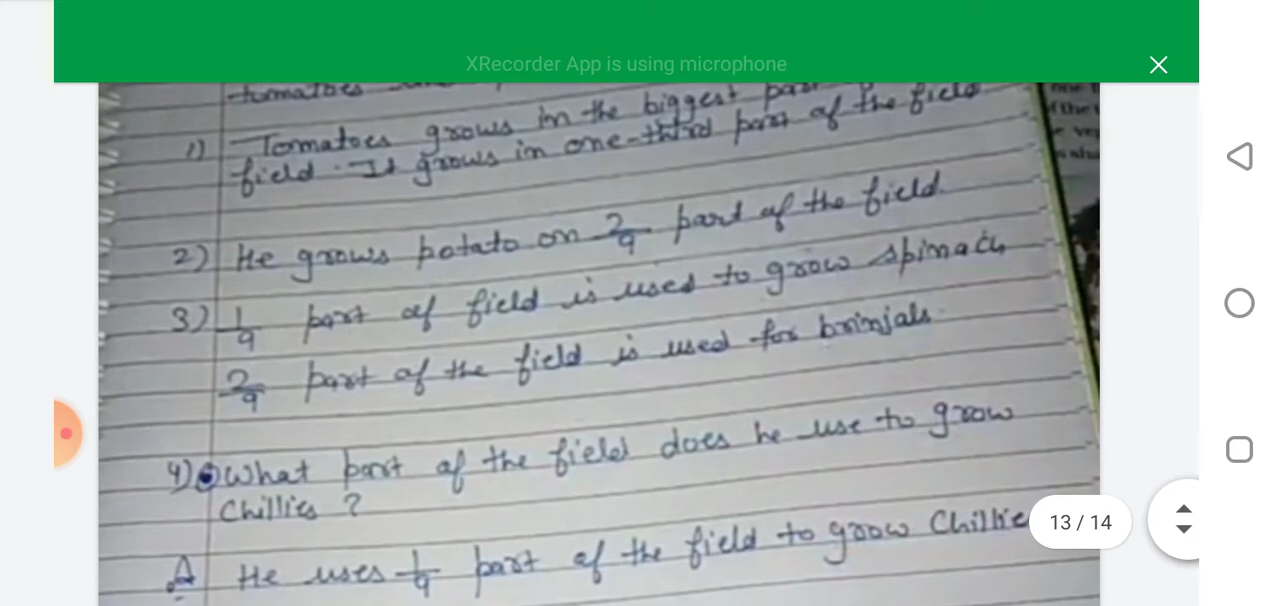 XRecorder App is using microphone
tomatoes
1) Tomatoes grows in the biggest
field. It grows in one-third part of the field
2) He grows potato on 2/9 part of the field.
3) 1/9 part of field is used to grow spinach
2/9 part of the field is used for brinjals.
4) What part of the field does he use to grow
Chillies ?
A He uses 1/9 part of the field to grow Chillie
13 / 14